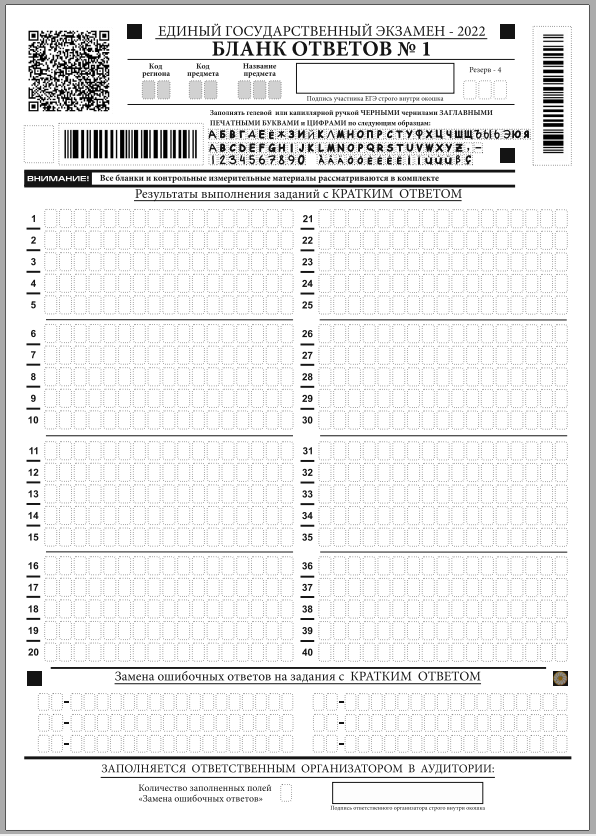 ЕДИНЫЙ ГОСУДАРСТВЕННЫЙ ЭКЗАМЕН - 2022
БЛАНК ОТВЕТОВ № 1
Код региона
Код предмета
Название предмета
Резерв - 4
Подпись участника ЕГЭ строго внутри окошка
Заполнять гелевой или капиллярной ручкой ЧЕРНЫМИ чернилами ЗАГЛАВНЫМИ
ПЕЧАТНЫМИ БУКВАМИ и ЦИФРАМИ по следующим образцам:
АБВГДЕЁЖЗИЙКЛМНОПРСТУФХЦЧШЩЪЫЬЭЮЯ
ABCDEFGHIJKLMNOPQRSTUVWXYZ,-
1234567890
ВНИМАНИЕ! Все бланки и контрольные измерительные материалы рассматриваются в комплекте
Результаты выполнения заданий с КРАТКИМ ОТВЕТОМ
1 21
2 22
3 23
4 24
5 25
6 26
7 27
8 28
9 29
10 30
11 31
12 32
13 33
14 34
15 35
16 36
17 37
18 38
19 39
20 40
Замена ошибочных ответов на задания с КРАТКИМ ОТВЕТОМ
- -
- -
- -
ЗАПОЛНЯЕТСЯ ОТВЕТСТВЕННЫМ ОРГАНИЗАТОРОМ В АУДИТОРИИ:
Количество заполненных полей
«Замена ошибочных ответов»
Подпись ответственного организатора строго внутри окошка